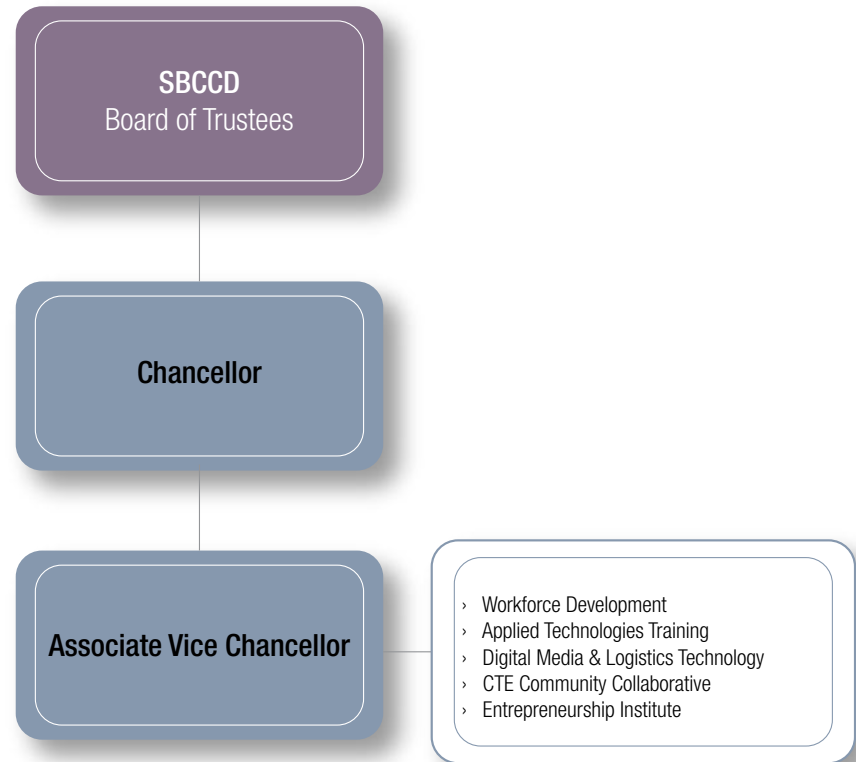 SBCCD
Board of Trustees
Chancellor
Associate Vice Chancellor
› Workforce Development
› Applied Technologies Training
› Digital Media & Logistics Technology
› CTE Community Collaborative
› Entrepreneurship Institute